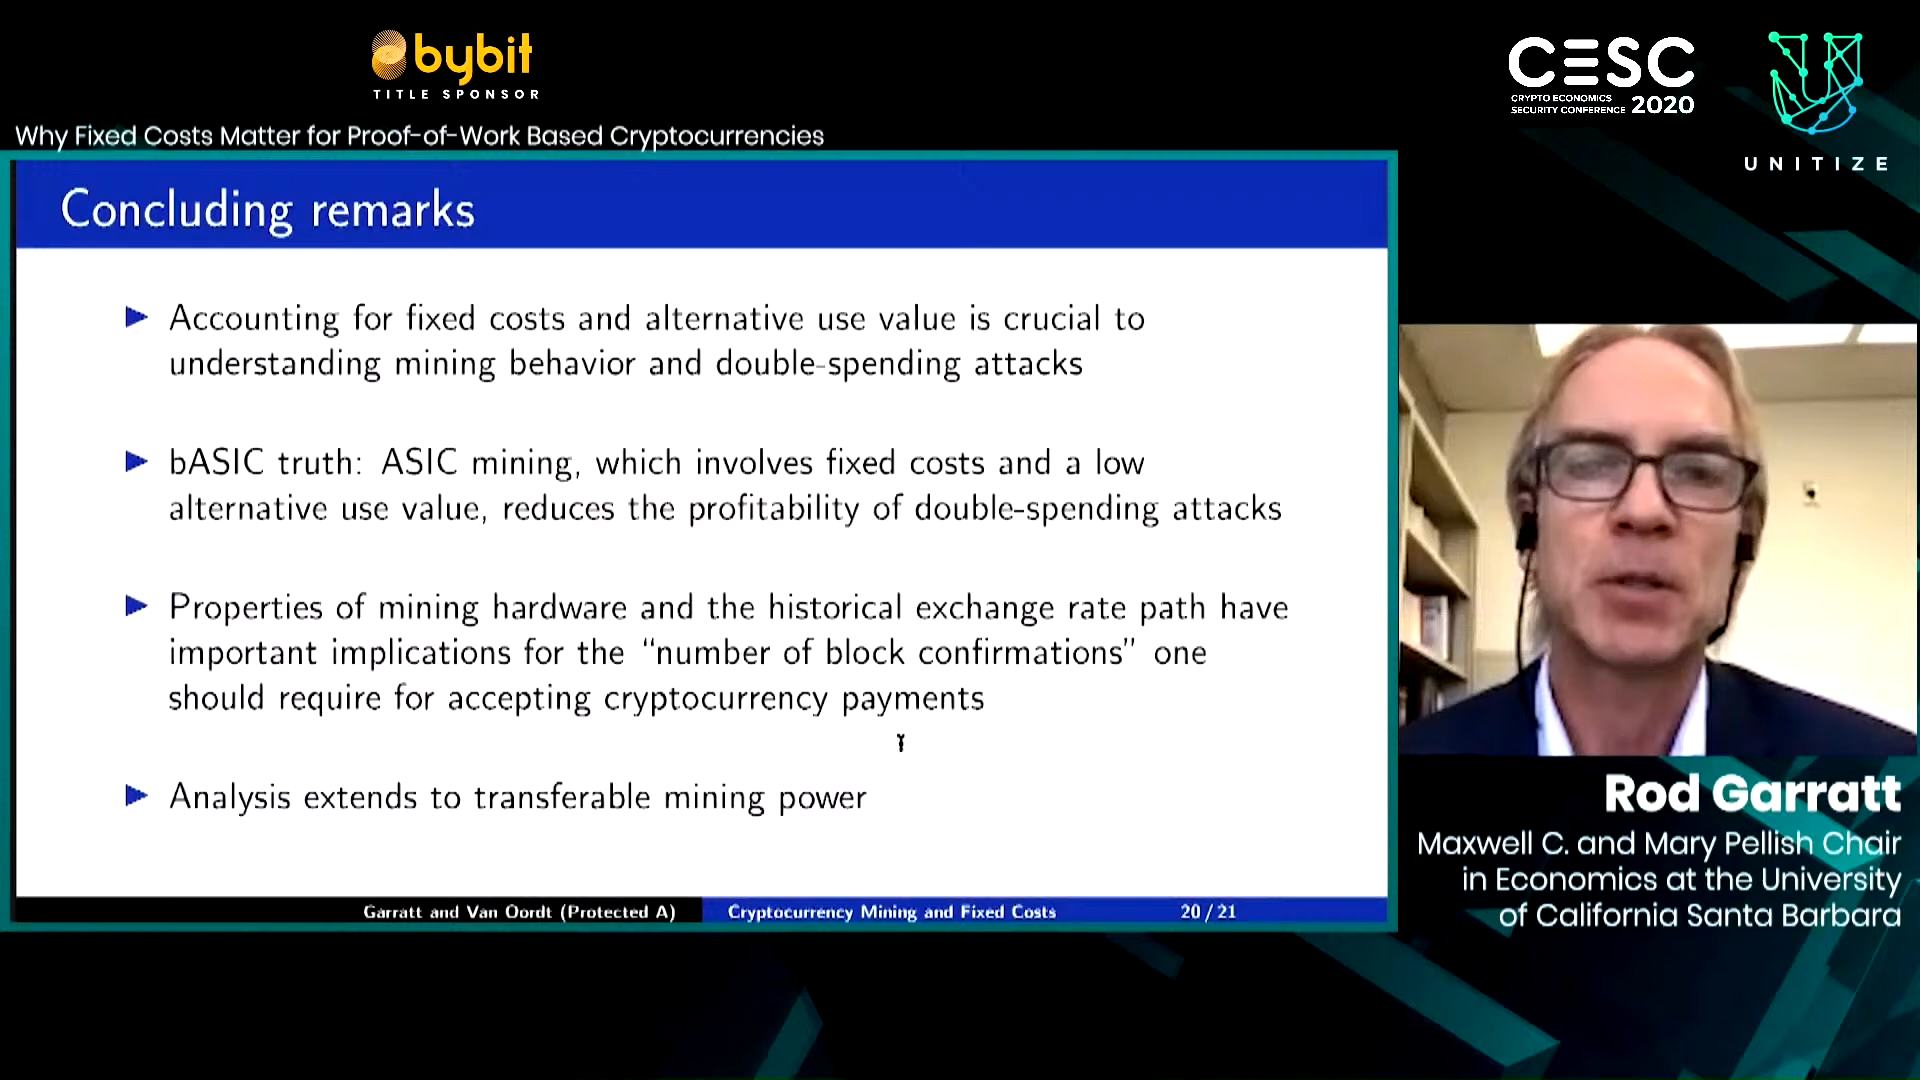 bybit
TITLE SPONSOR
CESC
CRYPTO ECONOMICS
SECURITY CONFERENCE 2020
UNITIZE
Why Fixed Costs Matter for Proof-of-Work Based Cryptocurrencies
Concluding remarks
Accounting for fixed costs and alternative use value is crucial to
understanding mining behavior and double-spending attacks
bASIC truth: ASIC mining, which involves fixed costs and a low
alternative use value, reduces the profitability of double-spending attacks
Properties of mining hardware and the historical exchange rate path have
important implications for the “number of block confirmations” one
should require for accepting cryptocurrency payments
Analysis extends to transferable mining power
Garratt and Van Oordt (Protected A)
Cryptocurrency Mining and Fixed Costs
20 / 21
Rod Garratt
Maxwell C. and Mary Pellish Chair
in Economics at the University
of California Santa Barbara